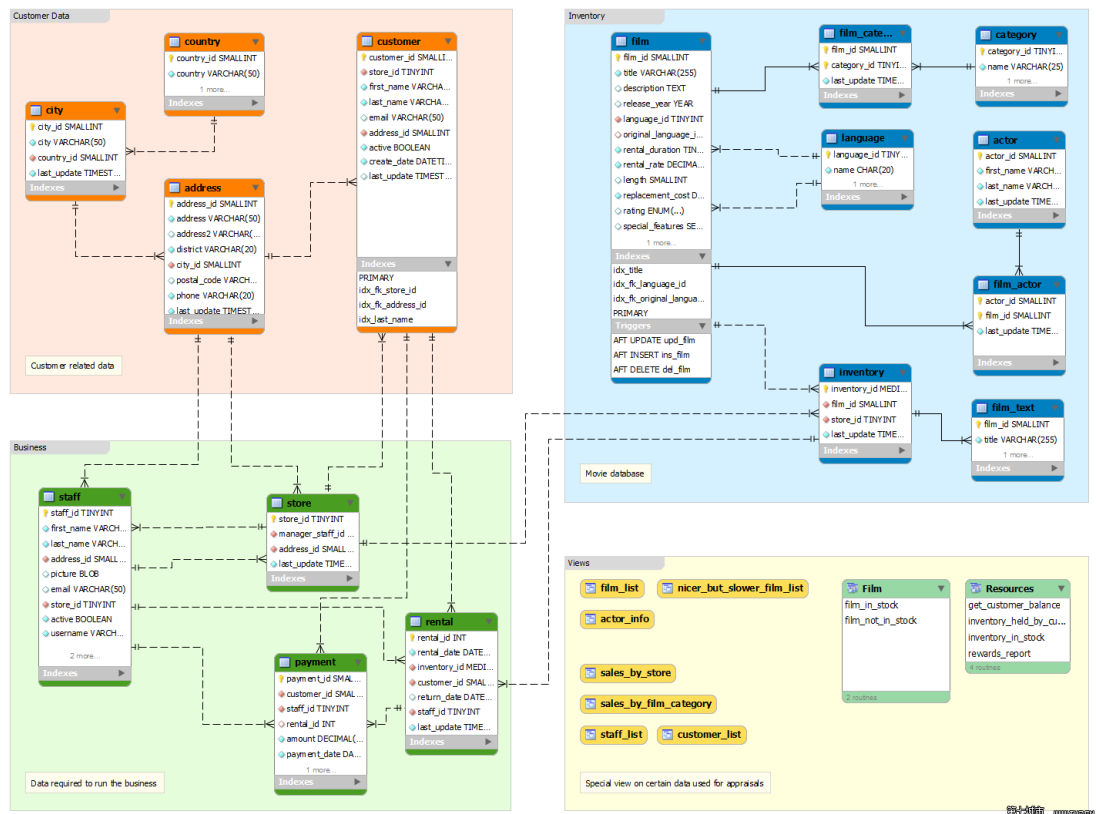 Customer Data
country
country_id SMALLINT
country VARCHAR(50)
1 more...
Indexes
city
city_id SMALLINT
city VARCHAR(50)
country_id SMALLINT
last_update TIMEST...
Indexes
address
address_id SMALLINT
address VARCHAR(50)
address2 VARCHAR(...
district VARCHAR(20)
city_id SMALLINT
postal_code VARCH...
phone VARCHAR(20)
last_update TIMEST...
Indexes
customer
customer_id SMALLI...
store_id TINYINT
first_name VARCHA...
last_name VARCHA...
email VARCHAR(50)
address_id SMALLINT
active BOOLEAN
create_date DATETI...
last_update TIMEST...
Indexes
PRIMARY
idx_fk_store_id
idx_fk_address_id
idx_last_name
Customer related data
Inventory
film
film_id SMALLINT
title VARCHAR(255)
description TEXT
release_year YEAR
language_id TINYINT
original_language_i...
rental_duration TIN...
rental_rate DECIMA...
length SMALLINT
replacement_cost D...
rating ENUM(...)
special_features SE...
1 more...
Indexes
idx_title
idx_fk_language_id
idx_fk_original_langua...
PRIMARY
Triggers
AFT UPDATE upd_film
AFT INSERT ins_film
AFT DELETE del_film
film_cate...
film_id SMALLINT
category_id TINYI...
last_update TIME...
Indexes
category
category_id TINYI...
name VARCHAR(25)
1 more...
Indexes
language
language_id TINY...
name CHAR(20)
1 more...
Indexes
actor
actor_id SMALLINT
first_name VARCH...
last_name VARCH...
last_update TIME...
Indexes
film_actor
actor_id SMALLINT
film_id SMALLINT
last_update TIME...
Indexes
inventory
inventory_id MEDI...
film_id SMALLINT
store_id TINYINT
last_update TIME...
Indexes
film_text
film_id SMALLINT
title VARCHAR(255)
1 more...
Indexes
Movie database
Business
staff
staff_id TINYINT
first_name VARCH...
last_name VARCH...
address_id SMALL...
picture BLOB
email VARCHAR(50)
store_id TINYINT
active BOOLEAN
username VARCH...
2 more...
Indexes
store
store_id TINYINT
manager_staff_id ...
address_id SMALL...
last_update TIME...
Indexes
payment
payment_id SMAL...
customer_id SMAL...
staff_id TINYINT
rental_id INT
amount DECIMAL(...
payment_date DA...
1 more...
Indexes
rental
rental_id INT
rental_date DATE...
inventory_id MEDI...
customer_id SMAL...
return_date DATE...
staff_id TINYINT
last_update TIME...
Indexes
Data required to run the business
Views
film_list
nicer_but_slower_film_list
actor_info
sales_by_store
sales_by_film_category
staff_list
customer_list
Film
film_in_stock
film_not_in_stock
2 routines
Resources
get_customer_balance
inventory_held_by_cu...
inventory_in_stock
rewards_report
4 routines
Special view on certain data used for appraisals